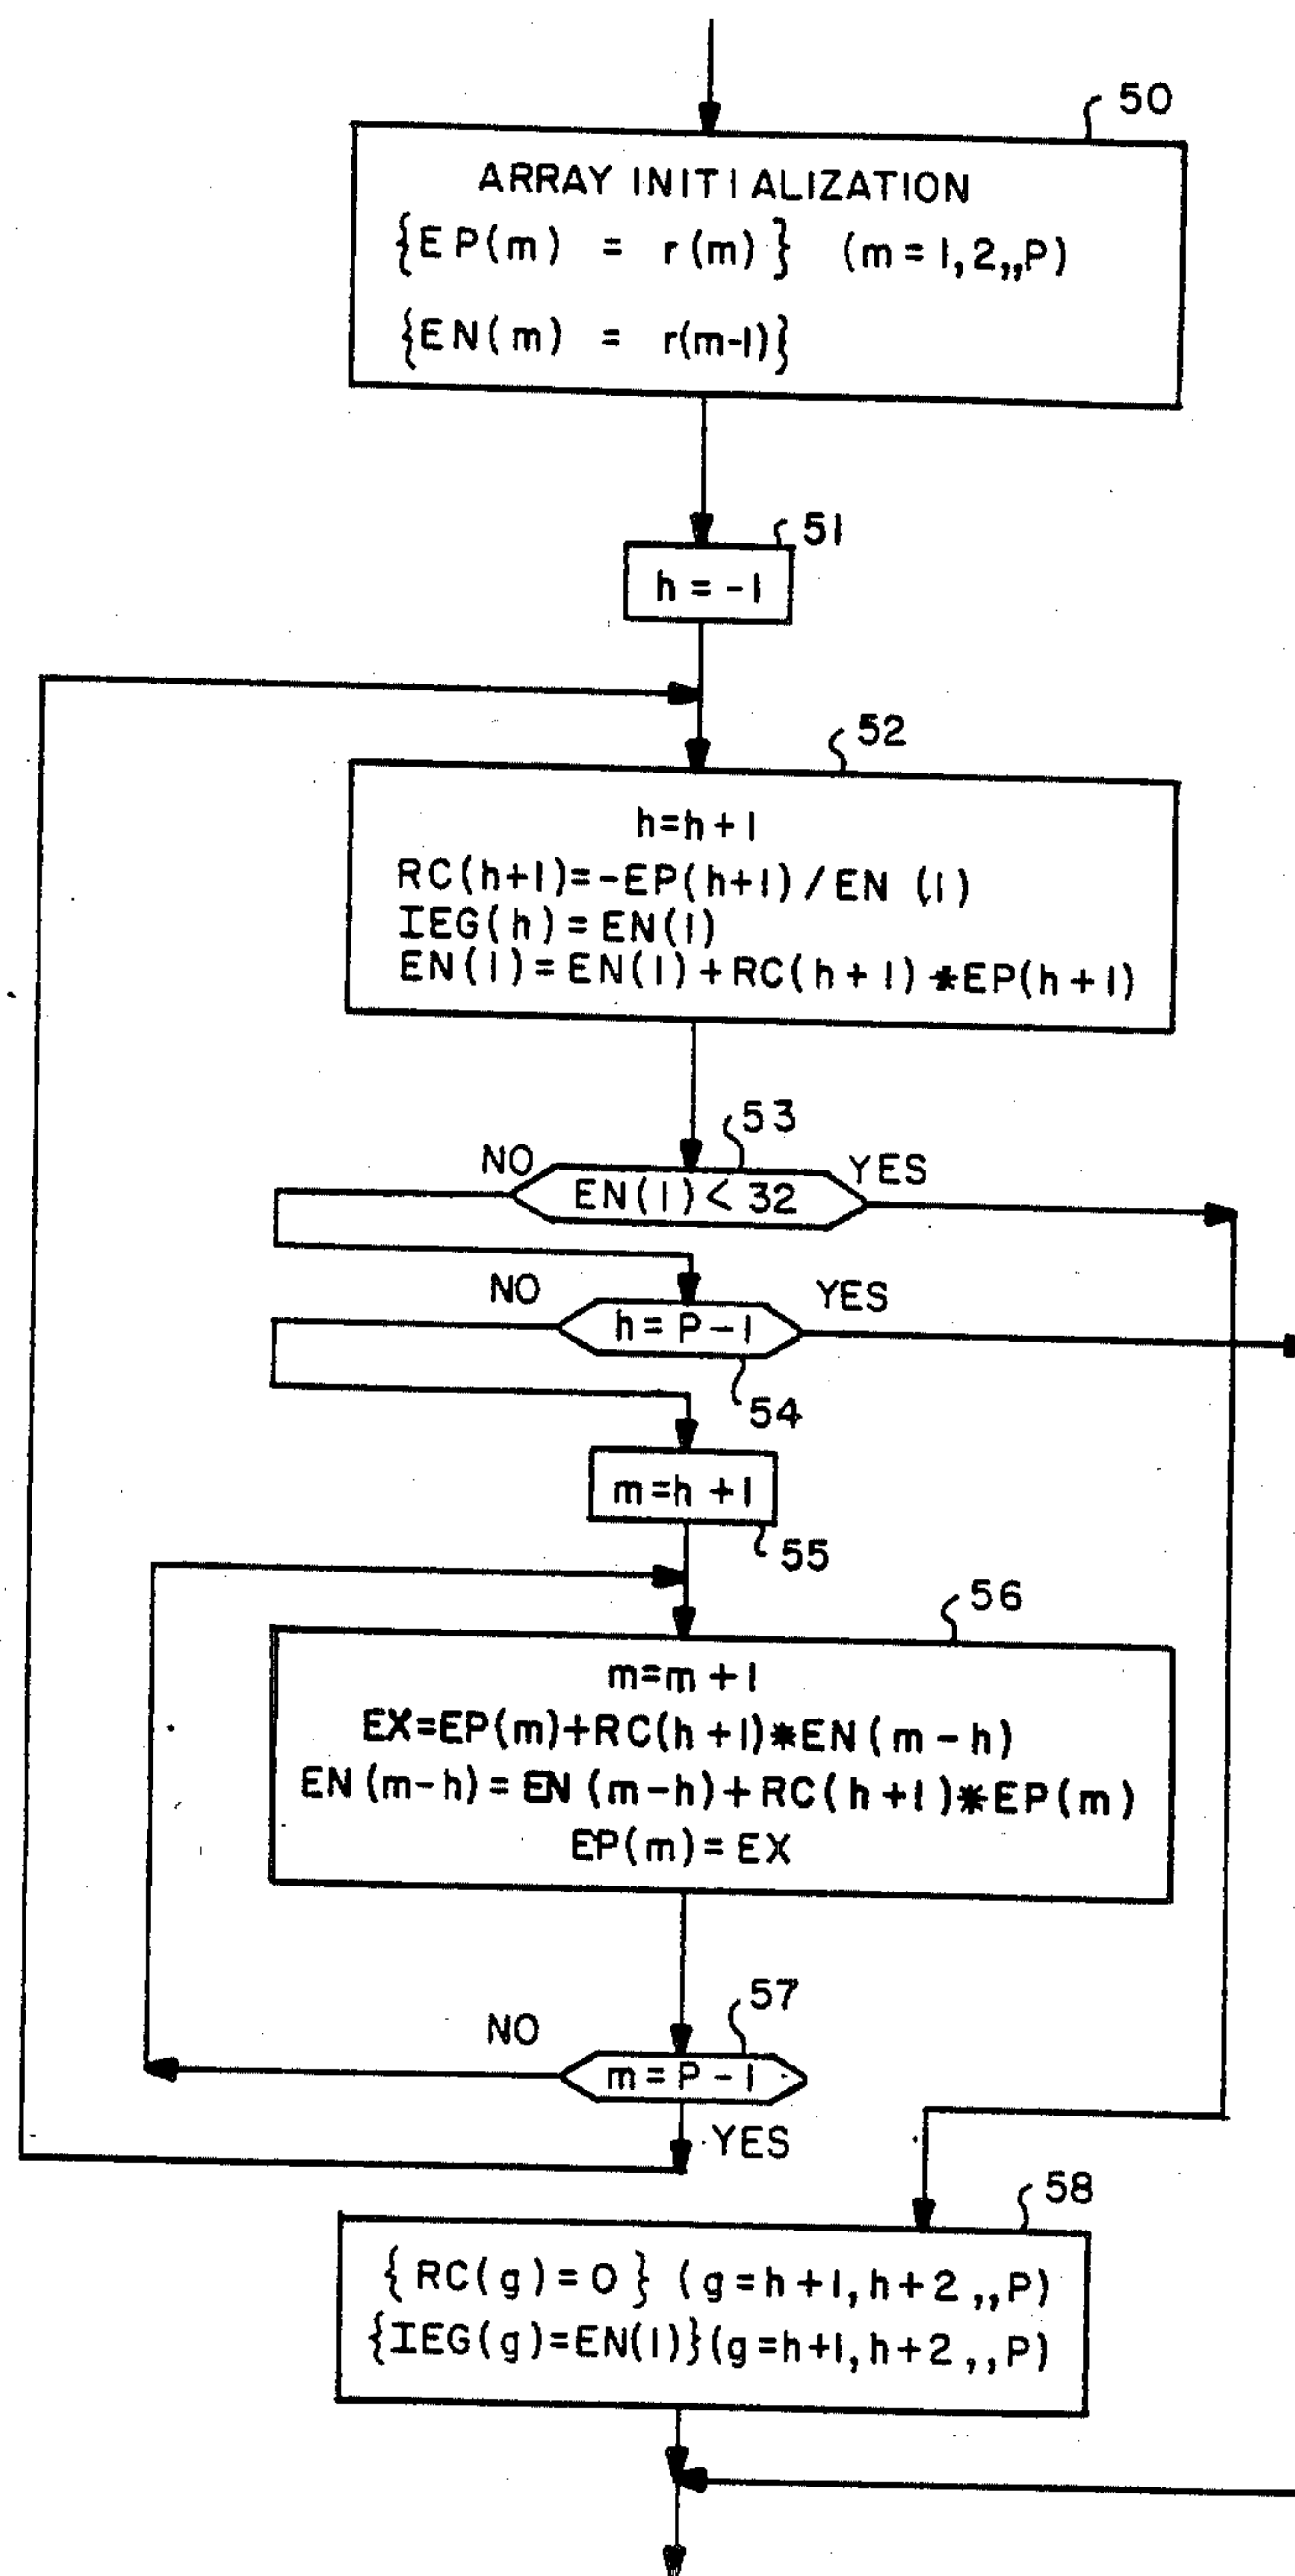 50
ARRAY INITIALIZATION
{EP(m) = r(m)} (m=1,2,,P)
{EN(m) = r(m-1)}
51
h = -1
52
h=h+1
RC(h+1)=-EP(h+1)/EN (1)
IEG(h)=EN(1)
EN(1)=EN(1)+RC(h+1)*EP(h+1)
53
NO
YES
EN(1)<32
NO
YES
h=P-1
54
m=h+1
55
56
m=m+1
EX=EP(m)+RC(h+1)*EN(m-h)
EN(m-h)=EN(m-h)+RC(h+1)*EP(m)
EP(m)=EX
57
NO
m=P-1
YES
58
{RC(g)=0} (g=h+1,h+2,,P)
{IEG(g)=EN(1)}(g=h+1,h+2,,P)